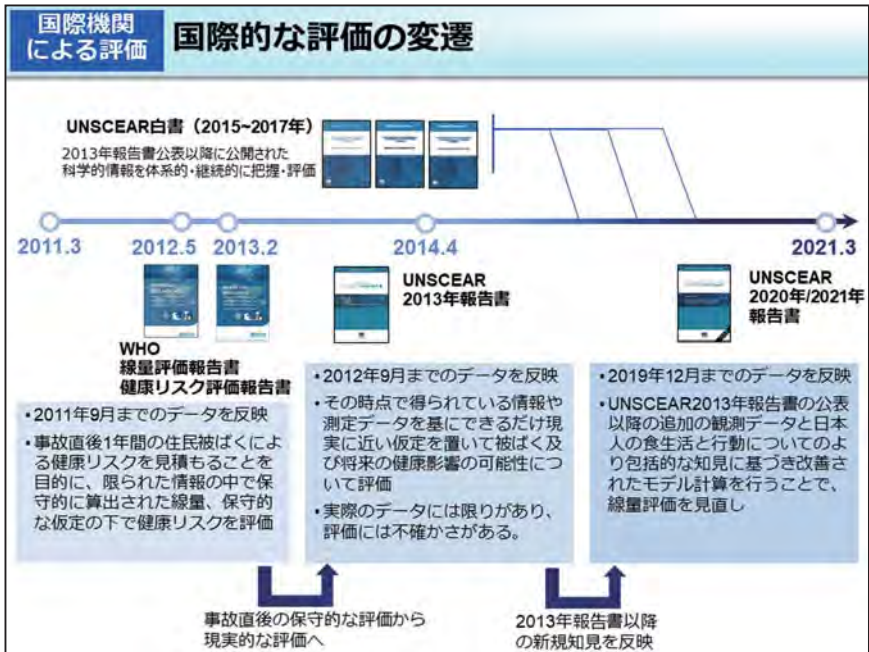 国際機関
による評価
国際的な評価の変遷
UNSCEAR白書（2015~2017年）
2013年報告書公表以降に公開された
科学的情報を体系的・継続的に把握・評価
2011.3
2012.5
2013.2
2014.4
2021.3
WHO
線量評価報告書
健康リスク評価報告書
UNSCEAR
2013年報告書
UNSCEAR
2020年/2021年
報告書
・2011年9月までのデータを反映
・事故直後1年間の住民被ばくによ
る健康リスクを見積もることを
目的に、限られた情報の中で保
守的に算出された線量、保守的
な仮定の下で健康リスクを評価
・2012年9月までのデータを反映
・その時点で得られている情報や
測定データを基にできるだけ現
実に近い仮定を置いて被ばく及
び将来の健康影響の可能性につ
いて評価
・実際のデータには限りがあり、
評価には不確かさがある。
・2019年12月までのデータを反映
・UNSCEAR2013年報告書の公表
以降の追加の観測データと日本
人の食生活と行動についてのよ
り包括的な知見に基づき改善さ
れたモデル計算を行うことで、
線量評価を見直し
事故直後の保守的な評価から
現実的な評価へ
2013年報告書以降
の新規知見を反映